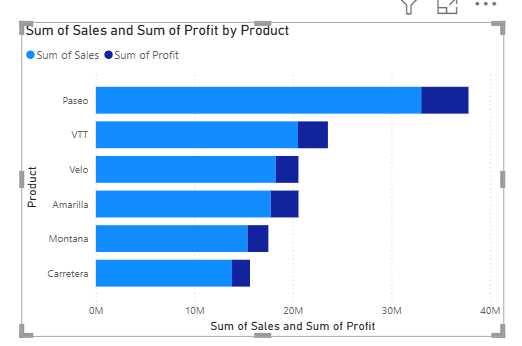 Sum of Sales and Sum of Profit by Product
Sum of Sales Sum of Profit
Paseo
VTT
Velo
Amarilla
Montana
Carretera
Product
0M 10M 20M 30M 40M
Sum of Sales and Sum of Profit